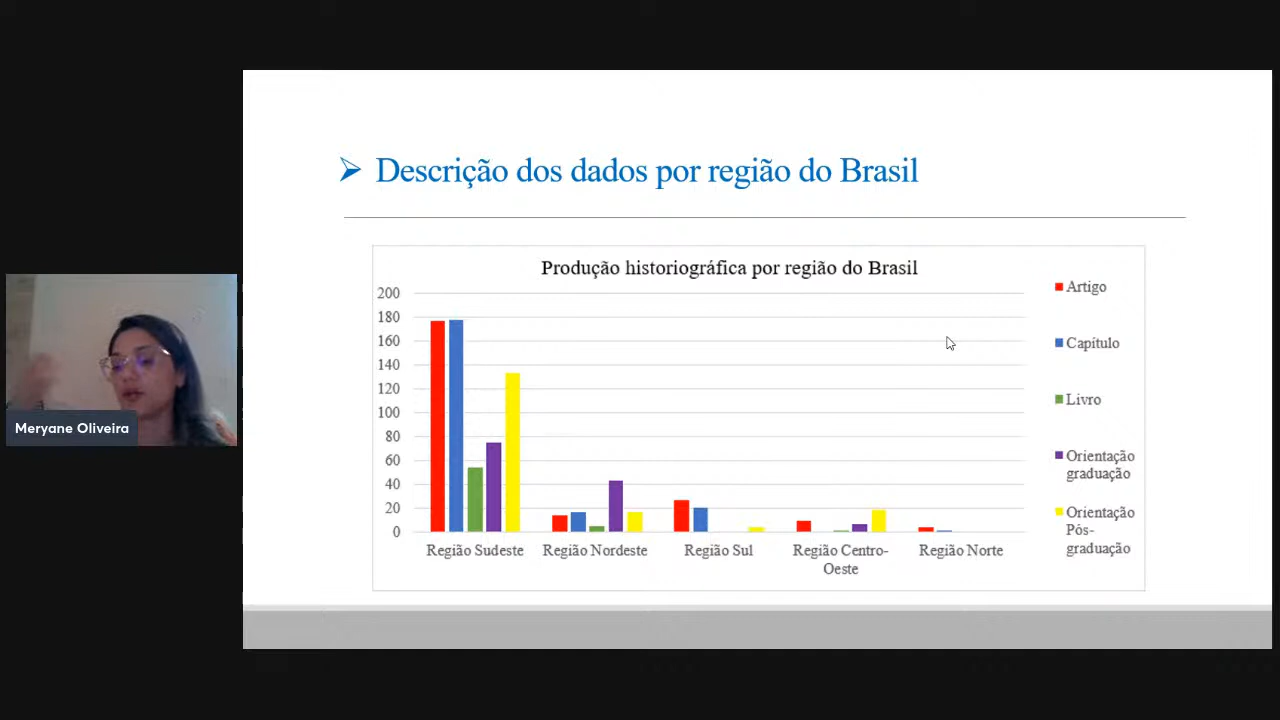 Descrição dos dados por região do Brasil
Produção historiográfica por região do Brasil
200
180
160
140
120
100
80
60
40
20
0
Região Sudeste
Região Nordeste
Região Sul
Região Centro-
Oeste
Região Norte
Artigo
Capítulo
Livro
Orientação
graduação
Orientação
Pós-
graduação
Meryane Oliveira